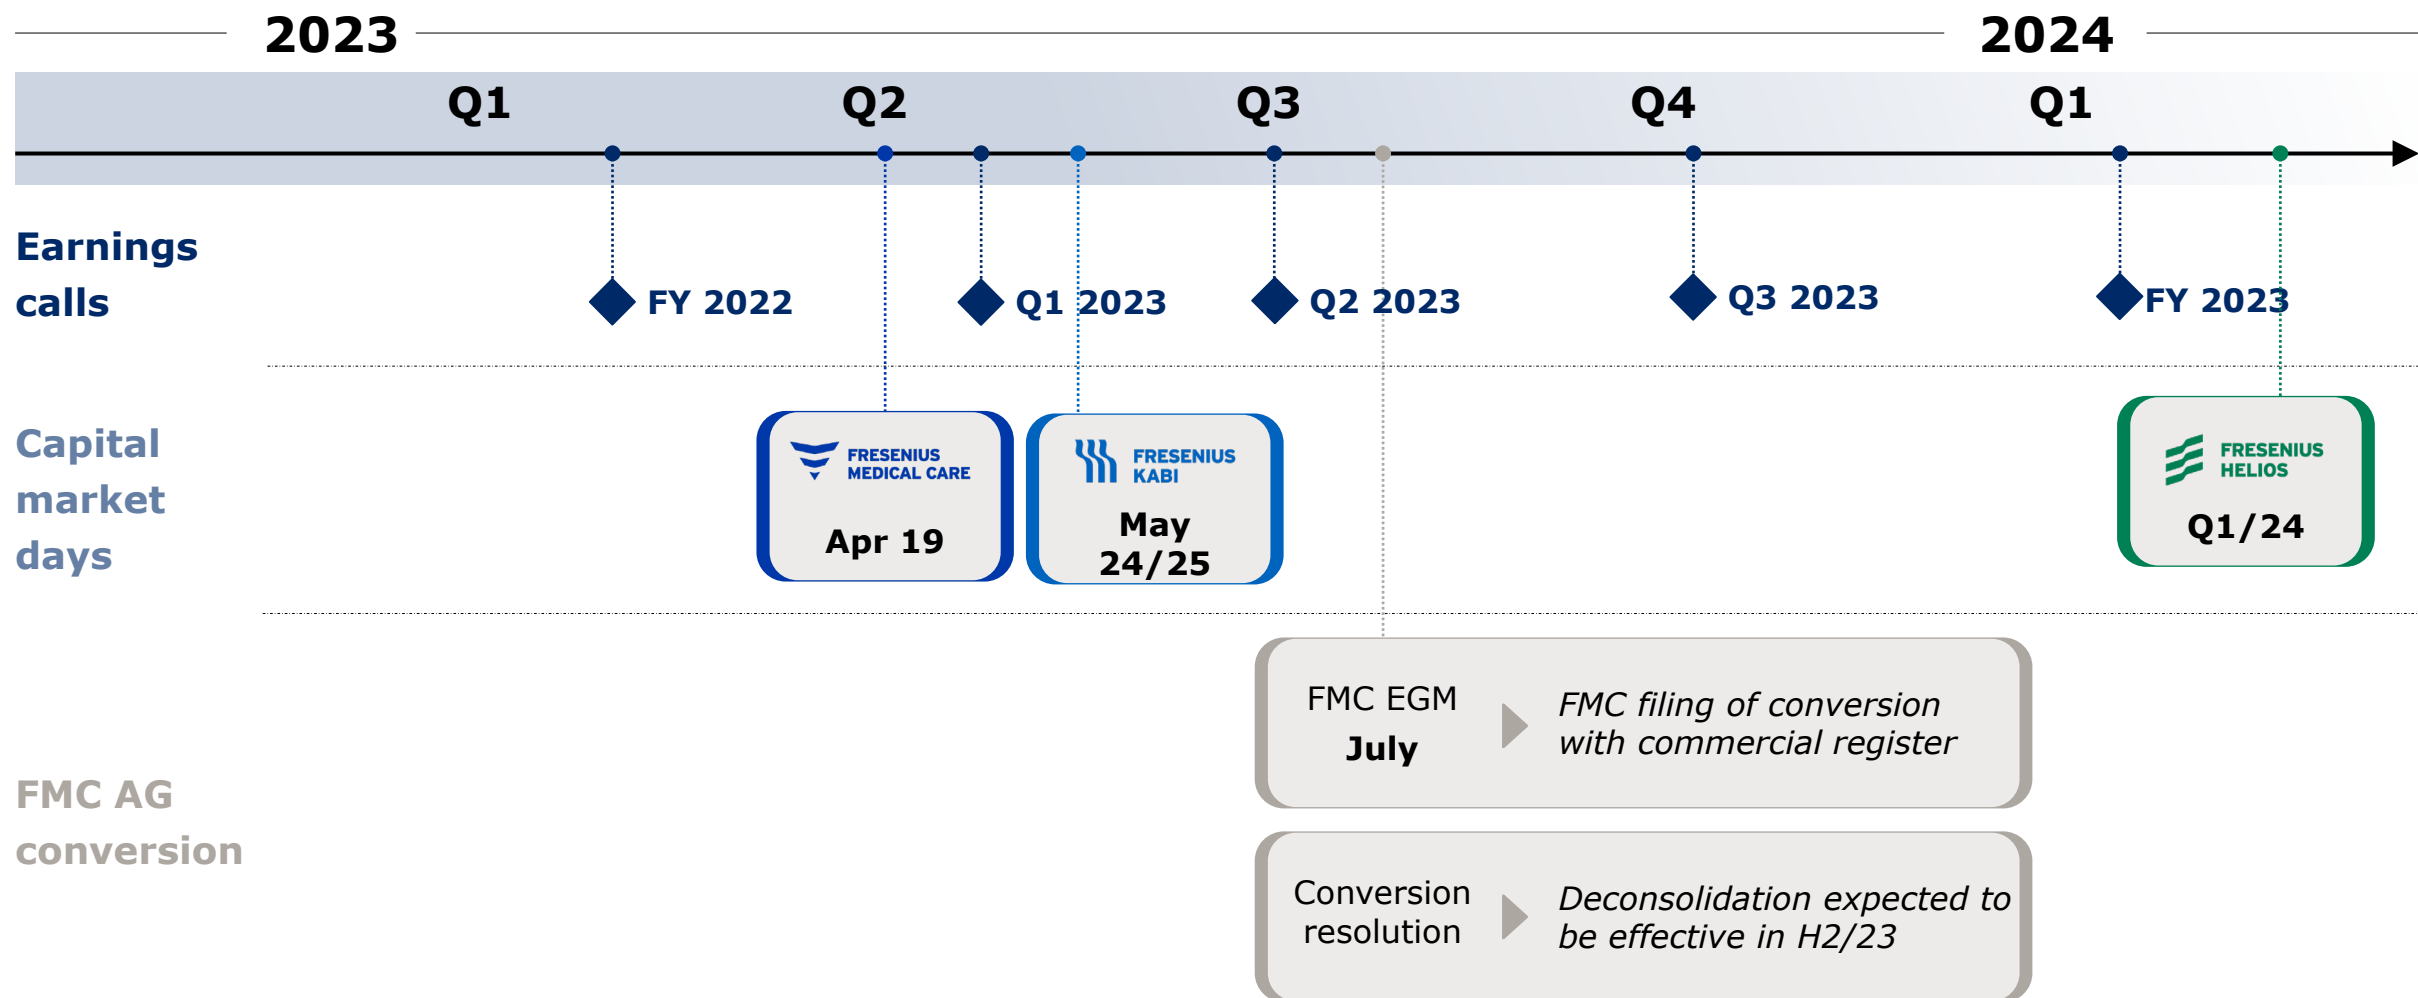 2023
2024
Q1
Q2
Q3
Q4
Q1
Earnings
calls
FY 2022
Q1 2023
Q2 2023
Q3 2023
FY 2023
Capital
market
days
FRESENIUS
MEDICAL CARE
Apr 19
FRESENIUS
KABI
May
24/25
FRESENIUS
HELIOS
Q1/24
FMC AG
conversion
FMC EGM
July
FMC filing of conversion
with commercial register
Conversion
resolution
Deconsolidation expected to
be effective in H2/23